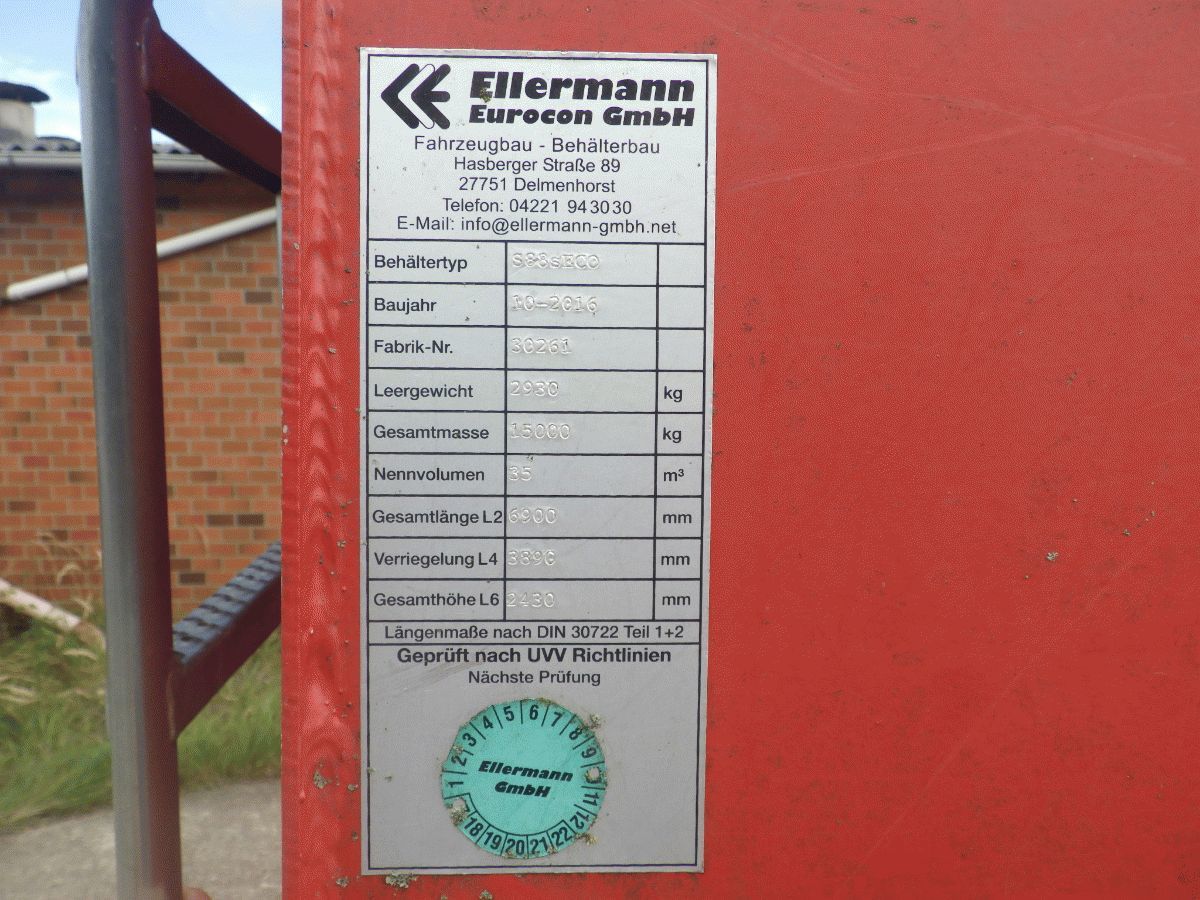 Ellermann
Eurocon GmbH
Fahrzeugbau - Behälterbau
Hasberger Straße 89
27751 Delmenhorst
Telefon: 04221 943030
E-Mail: info@ellermann-gmbh.net
Behältertyp S88sECO
Baujahr 10-2016
Fabrik-Nr. 30261
Leergewicht 2930 kg
Gesamtmasse 15000 kg
Nennvolumen 35 m³
Gesamtlänge L2 6900 mm
Verriegelung L4 mm
Gesamthöhe L6 2430 mm
Längenmaße nach DIN 30722 Teil 1+2
Geprüft nach UVV Richtlinien
Nächste Prüfung
1 2 3 4 5 6 7 8 9 11 12
Ellermann
GmbH
18 19 20 21 22